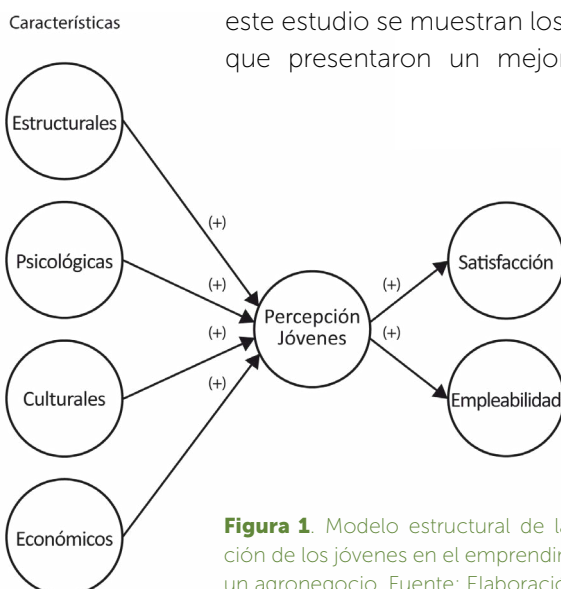 Características
este estudio se muestran los
que presentaron un mejor
Estructurales
(+)
Psicológicas
(+)
(+)
Satisfacción
(+)
Percepción
Jóvenes
(+)
Culturales
(+)
Empleabilidad
(+)
Económicos
Figura 1. Modelo estructural de la
ción de los jóvenes en el emprendi
un agronegocio. Fuente: Elaboració